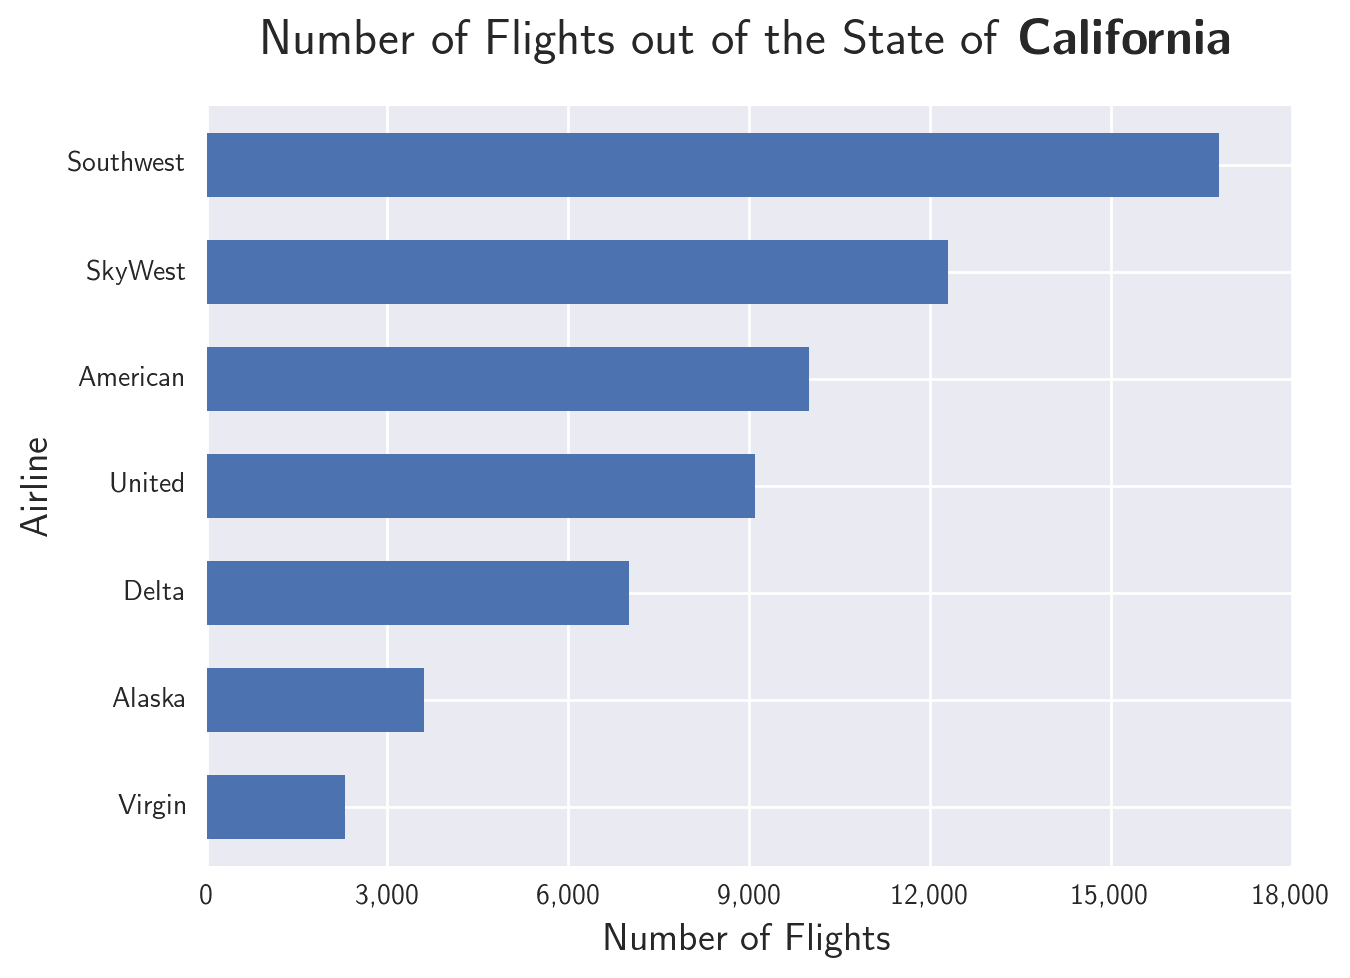 Number of Flights out of the State of California
Southwest
SkyWest
American
United
Delta
Alaska
Virgin
Airline
0 3,000 6,000 9,000 12,000 15,000 18,000
Number of Flights